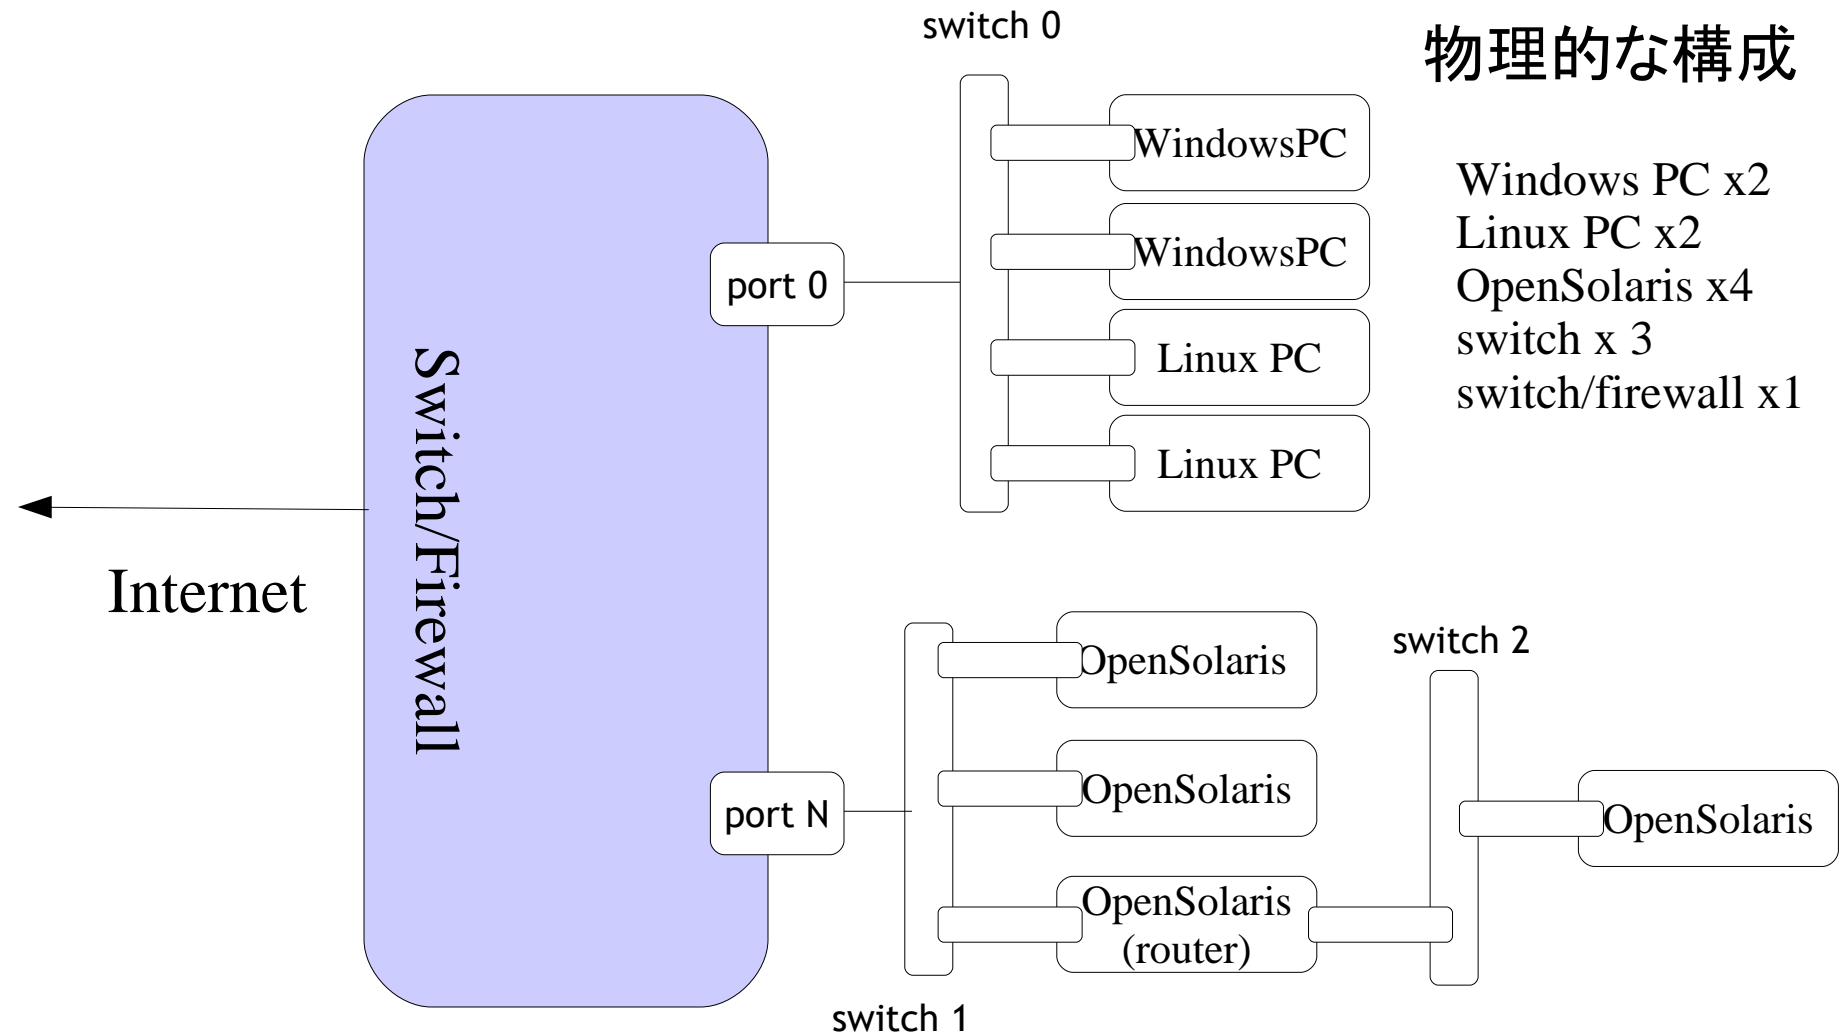 switch 0
物理的な構成
WindowsPC
WindowsPC
Linux PC
Linux PC
Windows PC x2
Linux PC x2
OpenSolaris x4
switch x 3
switch/firewall x1
port 0
Switch/Firewall
Internet
port N
OpenSolaris
OpenSolaris
OpenSolaris
(router)
switch 1
switch 2
OpenSolaris